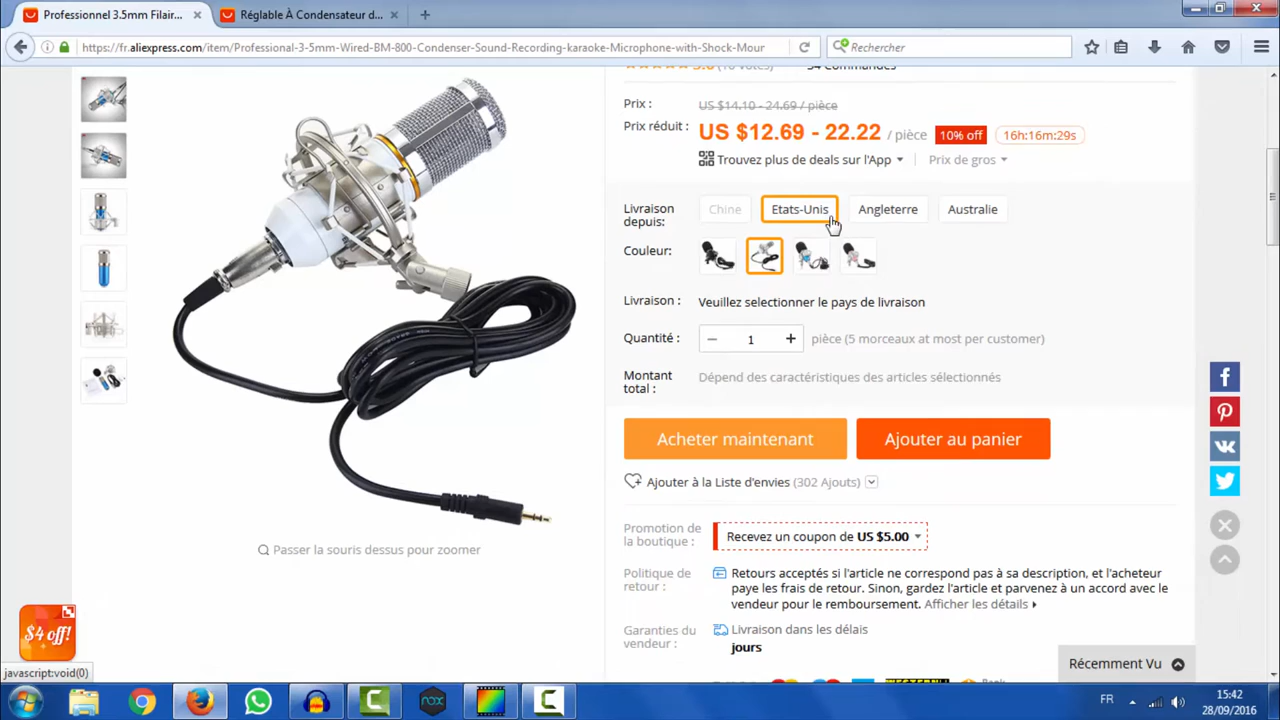 Professionnel 3.5mm Filair...
Réglable À Condensateur d...
https://fr.aliexpress.com/item/Professional-3-5mm-Wired-BM-800-Condenser-Sound-Recording-karaoke-Microphone-with-Shock-Mour
Rechercher
Prix :
US $14.10 - 24.69 / pièce
Prix réduit :
US $12.69 - 22.22 / pièce
10% off
16h:16m:29s
Trouvez plus de deals sur l'App
Prix de gros
Livraison depuis:
Chine
Etats-Unis
Angleterre
Australie
Couleur:
Livraison :
Veuillez selectionner le pays de livraison
Quantité :
1
pièce (5 morceaux at most per customer)
Montant total :
Dépend des caractéristiques des articles sélectionnés
Acheter maintenant
Ajouter au panier
Ajouter à la Liste d'envies (302 Ajouts)
Passer la souris dessus pour zoomer
Promotion de la boutique :
Recevez un coupon de US $5.00
Politique de retour :
Retours acceptés si l'article ne correspond pas à sa description, et l'acheteur
paye les frais de retour. Sinon, gardez l'article et parvenez à un accord avec le
vendeur pour le remboursement. Afficher les détails
Garanties du vendeur :
Livraison dans les délais
jours
$4 off!
javascript:void(0)
Récemment Vu
nox
FR
15:42
28/09/2016